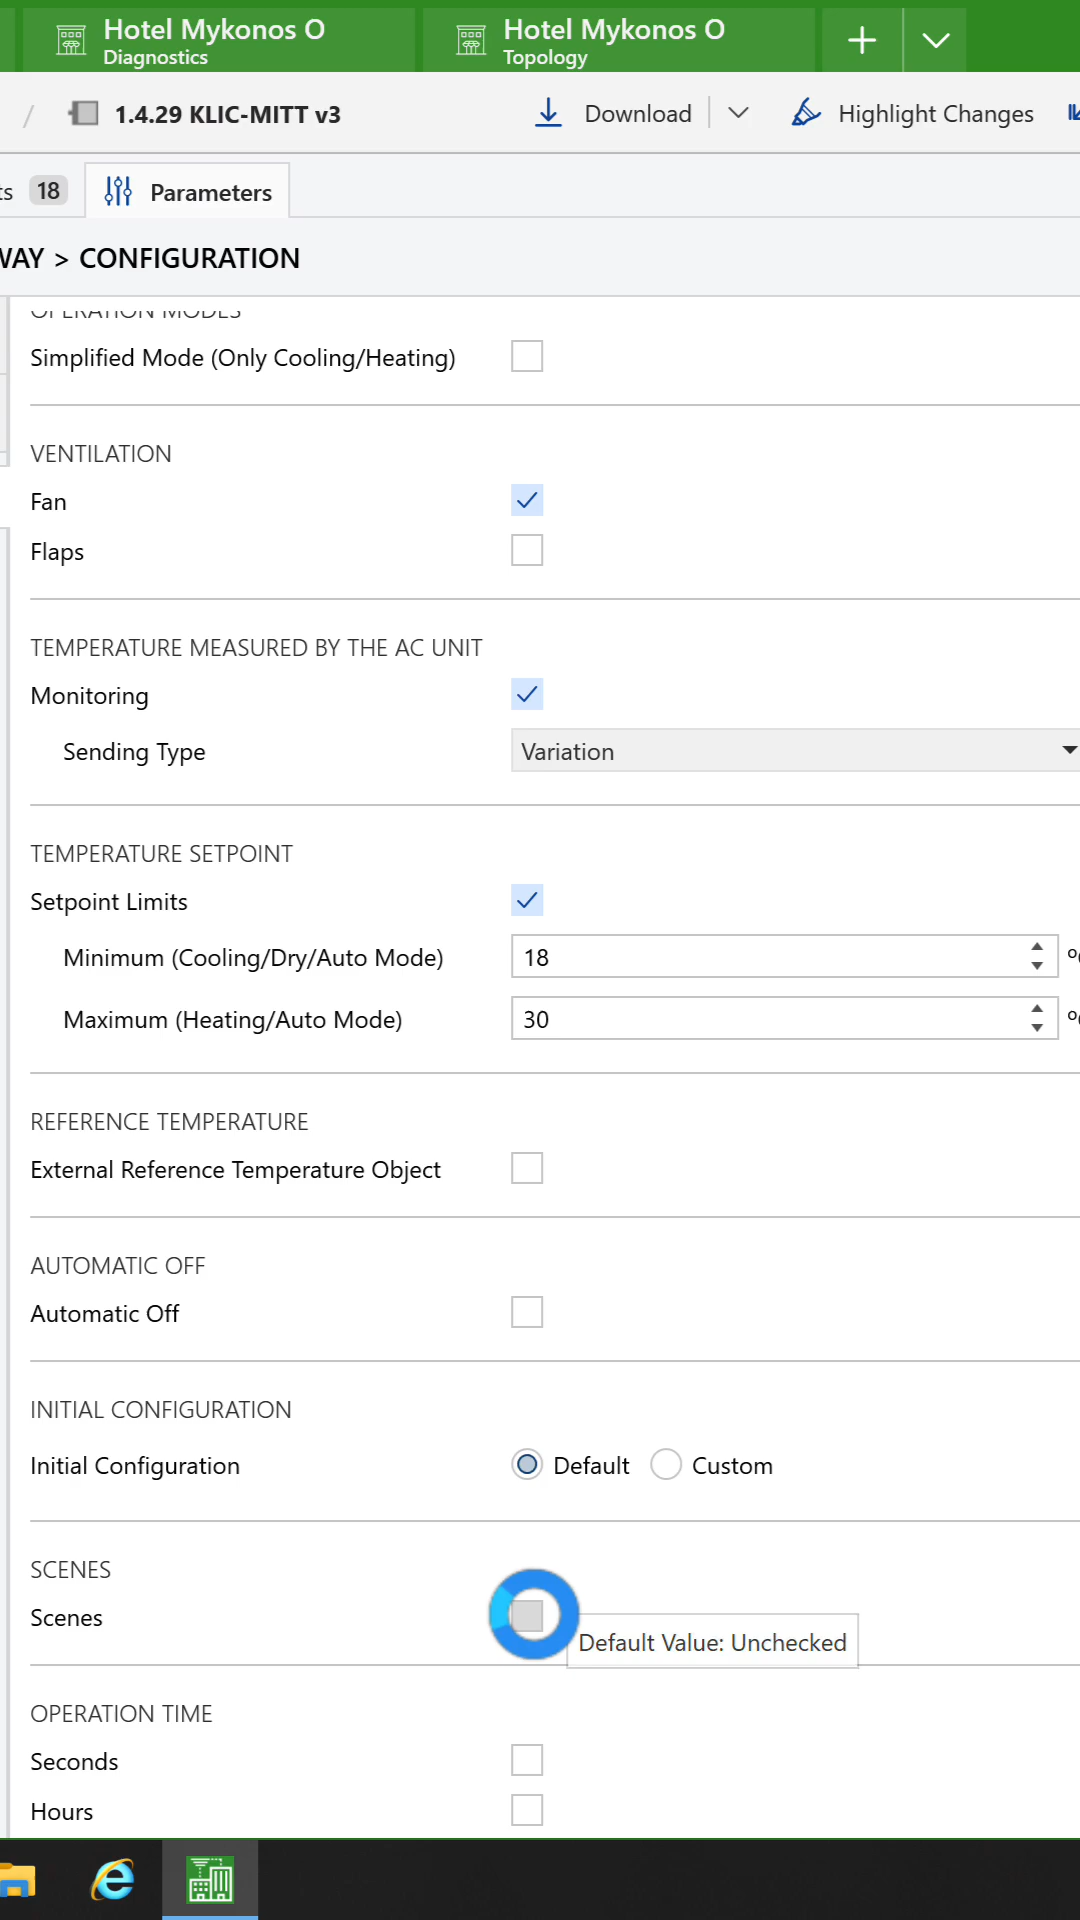 Hotel Mykonos O
Diagnostics
Hotel Mykonos O
Topology
1.4.29 KLIC-MITT v3
Download
Highlight Changes
18
Parameters
> CONFIGURATION
OPERATION MODES
Simplified Mode (Only Cooling/Heating)
VENTILATION
Fan
Flaps
TEMPERATURE MEASURED BY THE AC UNIT
Monitoring
Sending Type
Variation
TEMPERATURE SETPOINT
Setpoint Limits
Minimum (Cooling/Dry/Auto Mode)
18
Maximum (Heating/Auto Mode)
30
REFERENCE TEMPERATURE
External Reference Temperature Object
AUTOMATIC OFF
Automatic Off
INITIAL CONFIGURATION
Initial Configuration
Default
Custom
SCENES
Scenes
Default Value: Unchecked
OPERATION TIME
Seconds
Hours